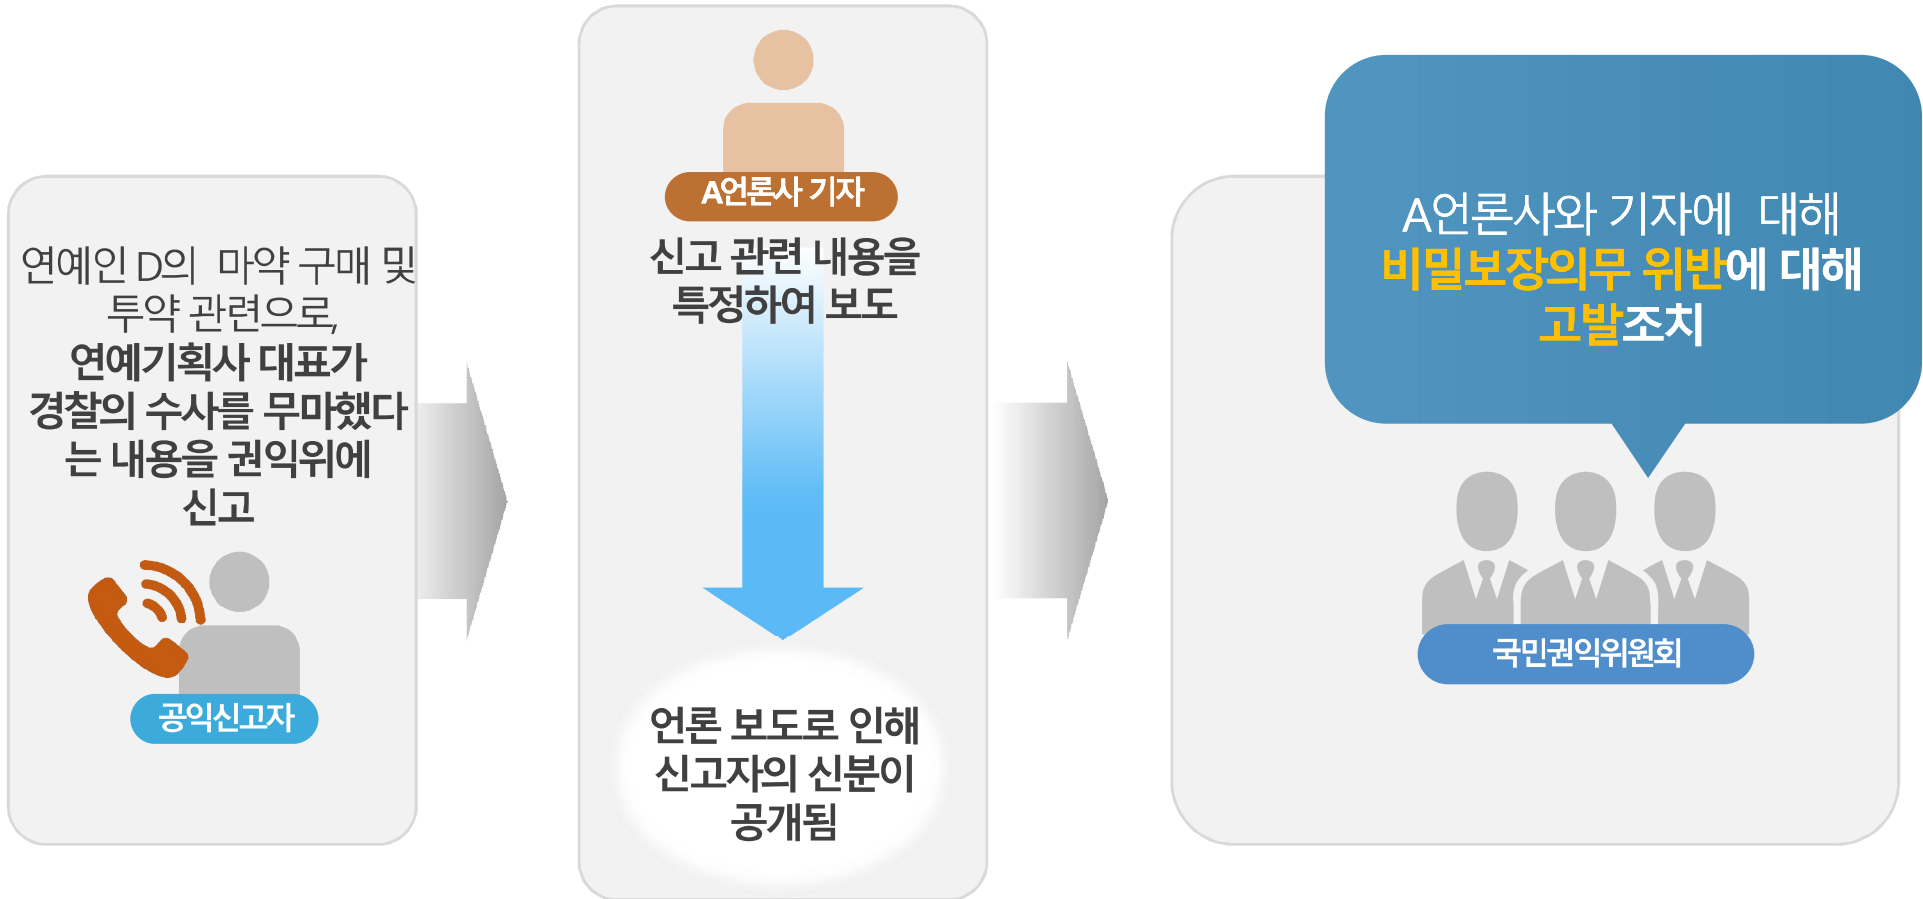 연예인 D의 마약 구매 및
투약 관련으로,
연예기획사 대표가
경찰의 수사를 무마했다
는 내용을 권익위에
신고
공익신고자
A언론사 기자
신고 관련 내용을
특정하여 보도
언론 보도로 인해
신고자의 신분이
공개됨
A언론사와 기자에 대해
비밀보장의무 위반에 대해
고발조치
국민권익위원회